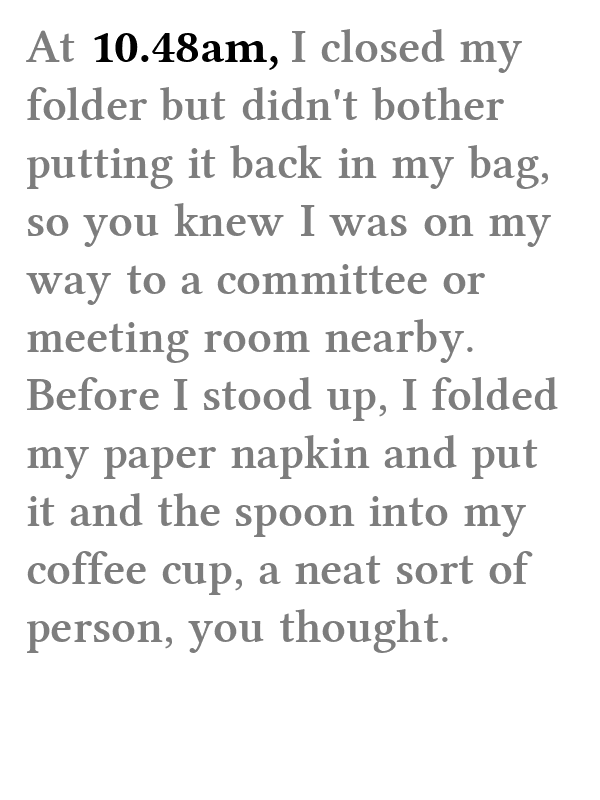 At 10.48am, I closed my
folder but didn't bother
putting it back in my bag,
so you knew I was on my
way to a committee or
meeting room nearby.
Before I stood up, I folded
my paper napkin and put
it and the spoon into my
coffee cup, a neat sort of
person, you thought.